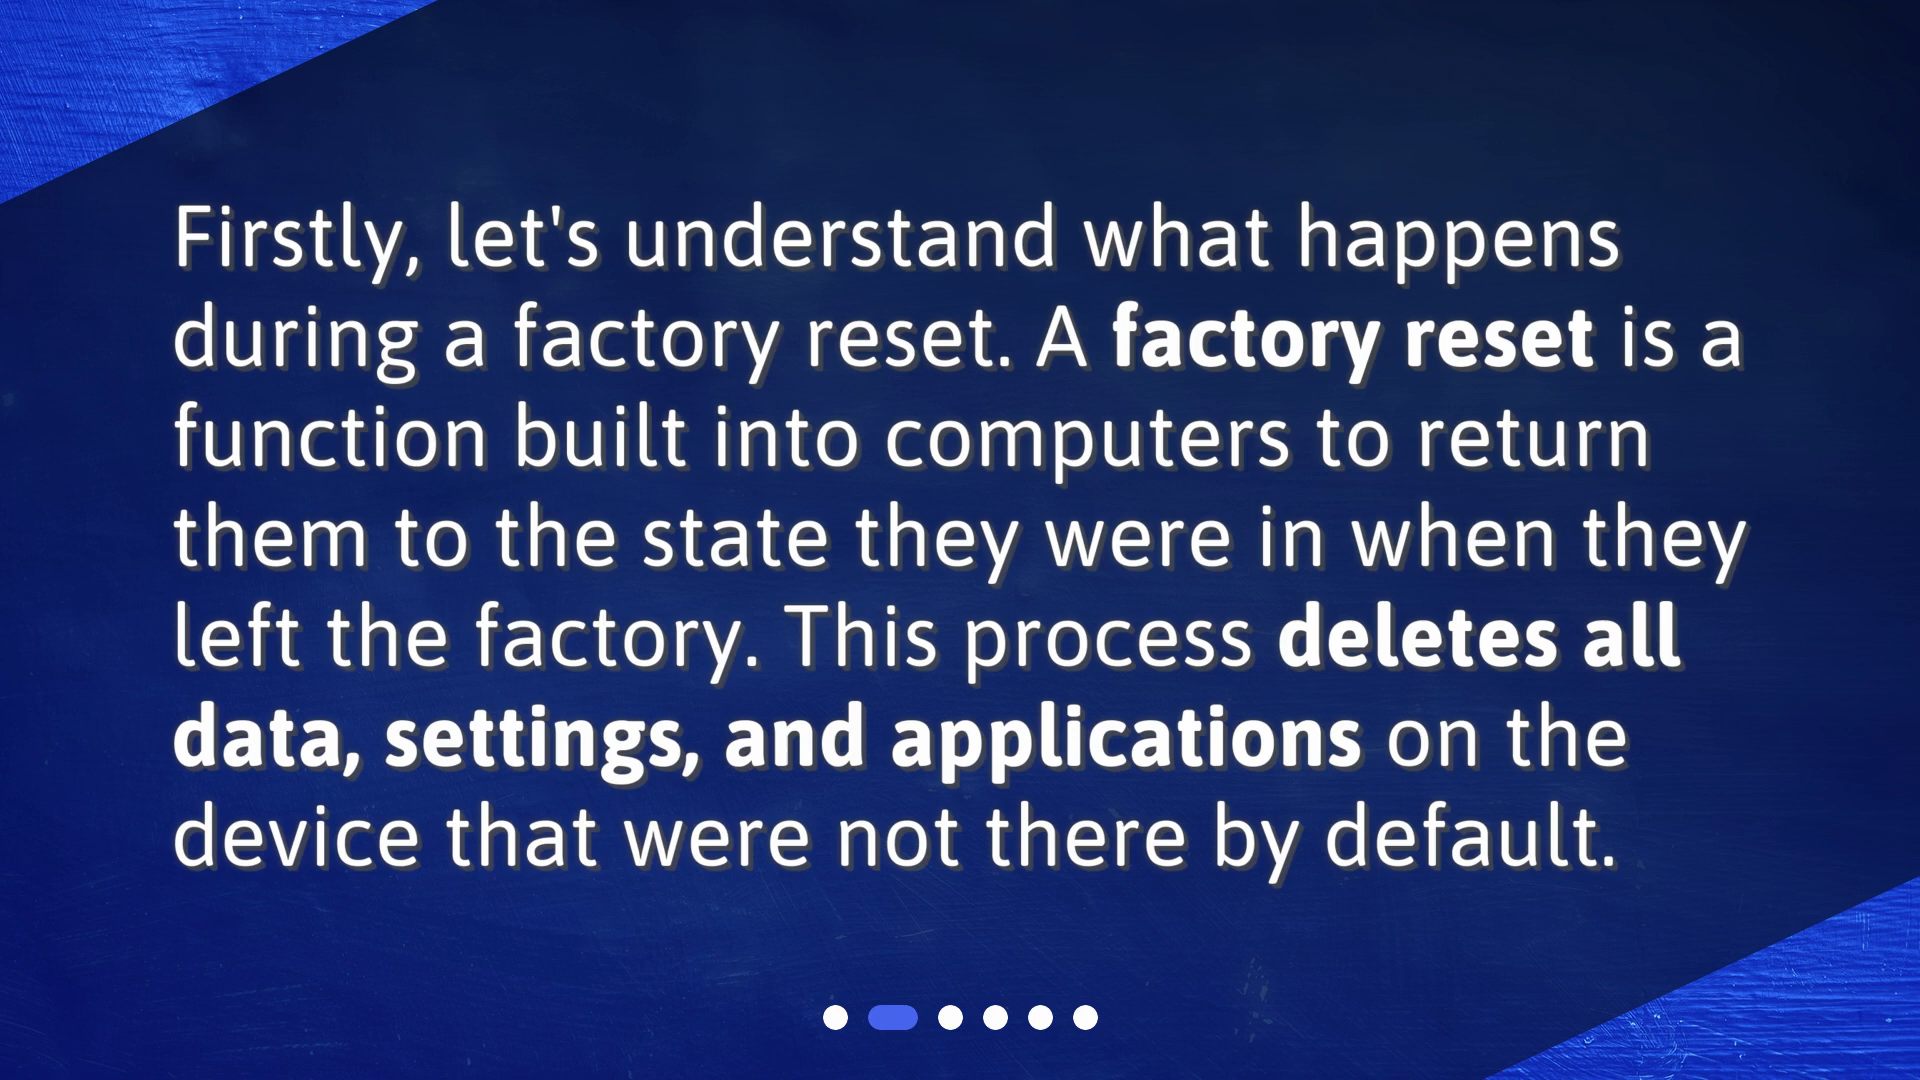 Firstly, let's understand what happens
during a factory reset. A factory reset is a
function built into computers to return
them to the state they were in when they
left the factory. This process deletes all
data, settings, and applications on the
device that were not there by default.